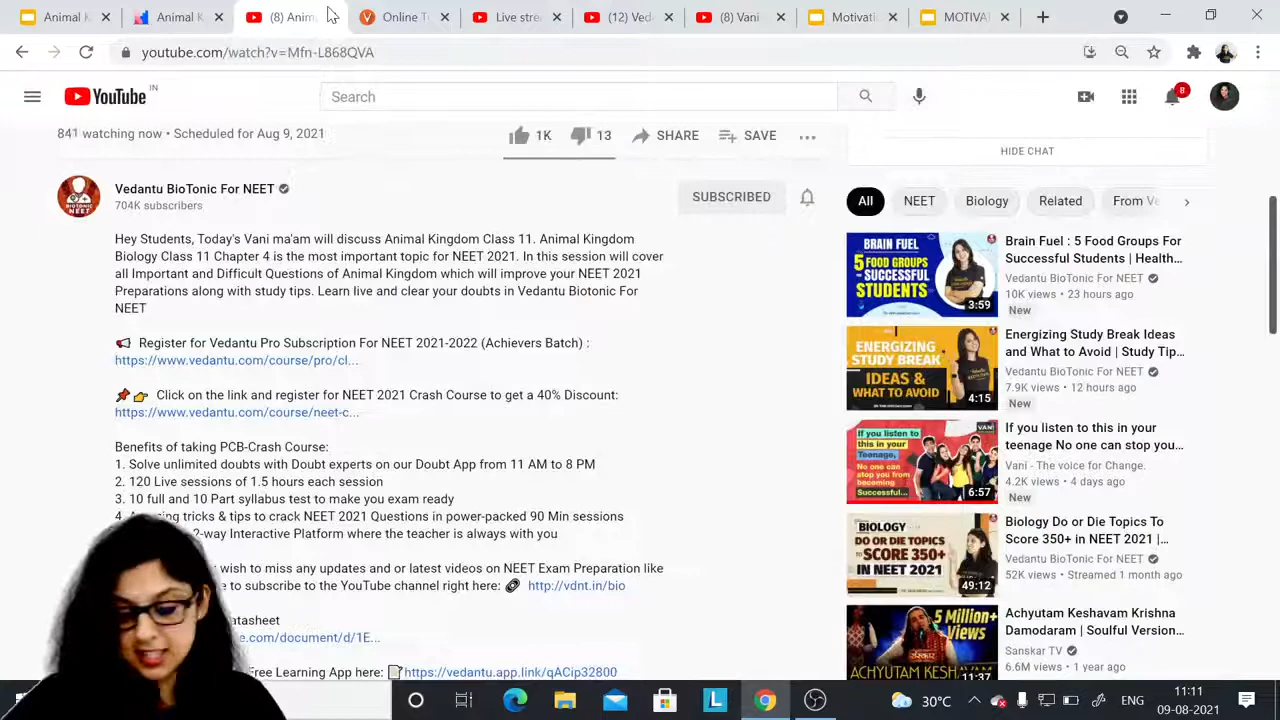 Animal K
Animal K
(8) Anim
Online T
Live stre
(12) Ved
(8) Vani
Motivati
MOTIVA
youtube.com/watch?v=Mfn-L868QVA
YouTube IN
Search
8
841 watching now • Scheduled for Aug 9, 2021
1K
13
SHARE
SAVE
HIDE CHAT
Vedantu BioTonic For NEET
704K subscribers
SUBSCRIBED
All
NEET
Biology
Related
From Ve
Hey Students, Today's Vani ma'am will discuss Animal Kingdom Class 11. Animal Kingdom
Biology Class 11 Chapter 4 is the most important topic for NEET 2021. In this session will cover
all Important and Difficult Questions of Animal Kingdom which will improve your NEET 2021
Preparations along with study tips. Learn live and clear your doubts in Vedantu Biotonic For
NEET
Register for Vedantu Pro Subscription For NEET 2021-2022 (Achievers Batch) :
https://www.vedantu.com/course/pro/cl...
Click on the link and register for NEET 2021 Crash Course to get a 40% Discount:
https://www.vedantu.com/course/neet-c...
Benefits of using PCB-Crash Course:
1. Solve unlimited doubts with Doubt experts on our Doubt App from 11 AM to 8 PM
2. 120 Live sessions of 1.5 hours each session
3. 10 full and 10 Part syllabus test to make you exam ready
4. tricks & tips to crack NEET 2021 Questions in power-packed 90 Min sessions
2-way Interactive Platform where the teacher is always with you
wish to miss any updates and or latest videos on NEET Exam Preparation like
to subscribe to the YouTube channel right here: http://vdnt.in/bio
atasheet
e.com/document/d/1E...
Free Learning App here: https://vedantu.app.link/gACip32800
BRAIN FUEL
5 FOOD GROUPS
FOR SUCCESSFUL
STUDENTS
3:59
Brain Fuel : 5 Food Groups For
Successful Students | Health...
Vedantu BioTonic For NEET
10K views • 23 hours ago
New
ENERGIZING
STUDY BREAK
IDEAS &
WHAT TO AVOID
4:15
Energizing Study Break Ideas
and What to Avoid | Study Tip...
Vedantu BioTonic For NEET
7.9K views • 12 hours ago
New
If you listen to
this in your
Teenage,
No one can
stop you from
becoming
Successful...
VANI
6:57
If you listen to this in your
teenage No one can stop you...
Vani - The voice for Change.
4.2K views • 4 days ago
New
BIOLOGY
DO OR DIE TOPICS
TO SCORE 350+
IN NEET 2021
49:12
Biology Do or Die Topics To
Score 350+ in NEET 2021 |...
Vedantu BioTonic For NEET
52K views • Streamed 1 month ago
5 Million+
Views
ACHYUTAM KESHAVAM
11:37
Achyutam Keshavam Krishna
Damodaram | Soulful Version...
Sanskar TV
6.6M views • 1 year ago
L
30°C
ENG
11:11
09-08-2021